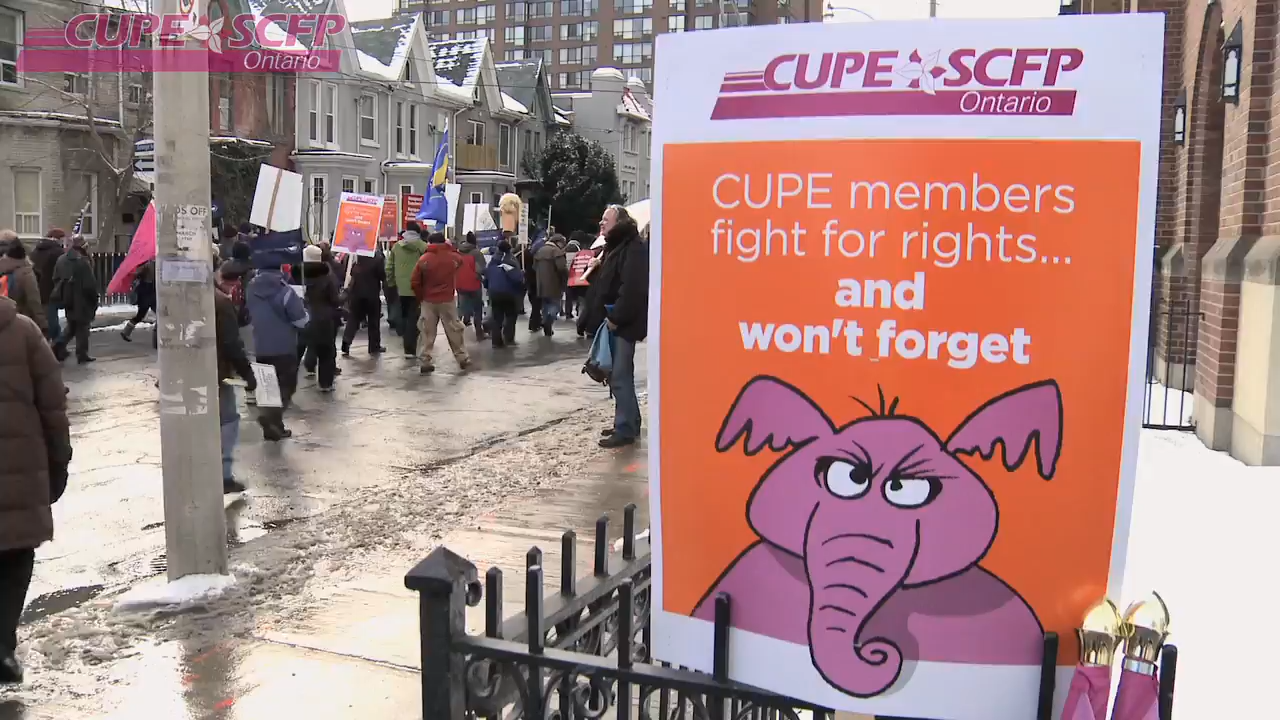 CUPE SCFP
Ontario
CUPE SCFP
Ontario
CUPE members
fight for rights...
and
won't forget